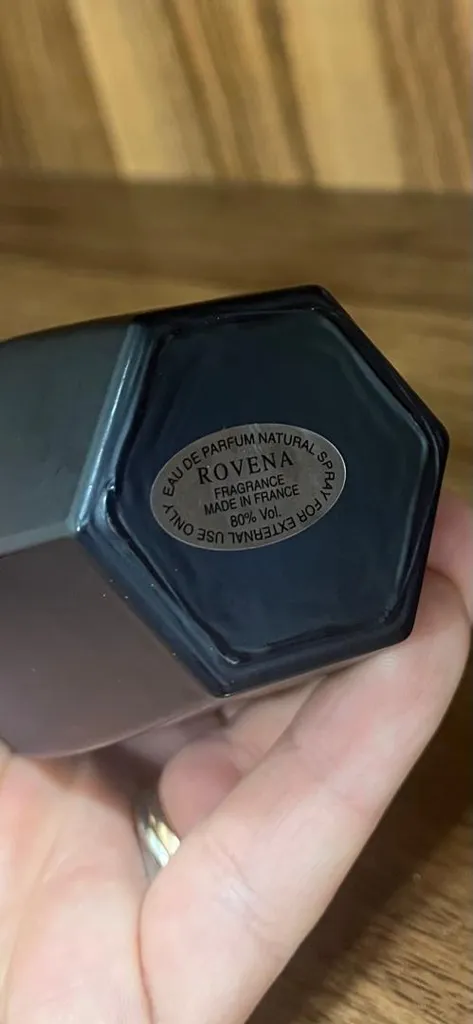 EAU DE PARFUM NATURAL SPRAY FOR EXTERNAL USE ONLY
ROVENA
FRAGRANCE
MADE IN FRANCE
80% Vol.